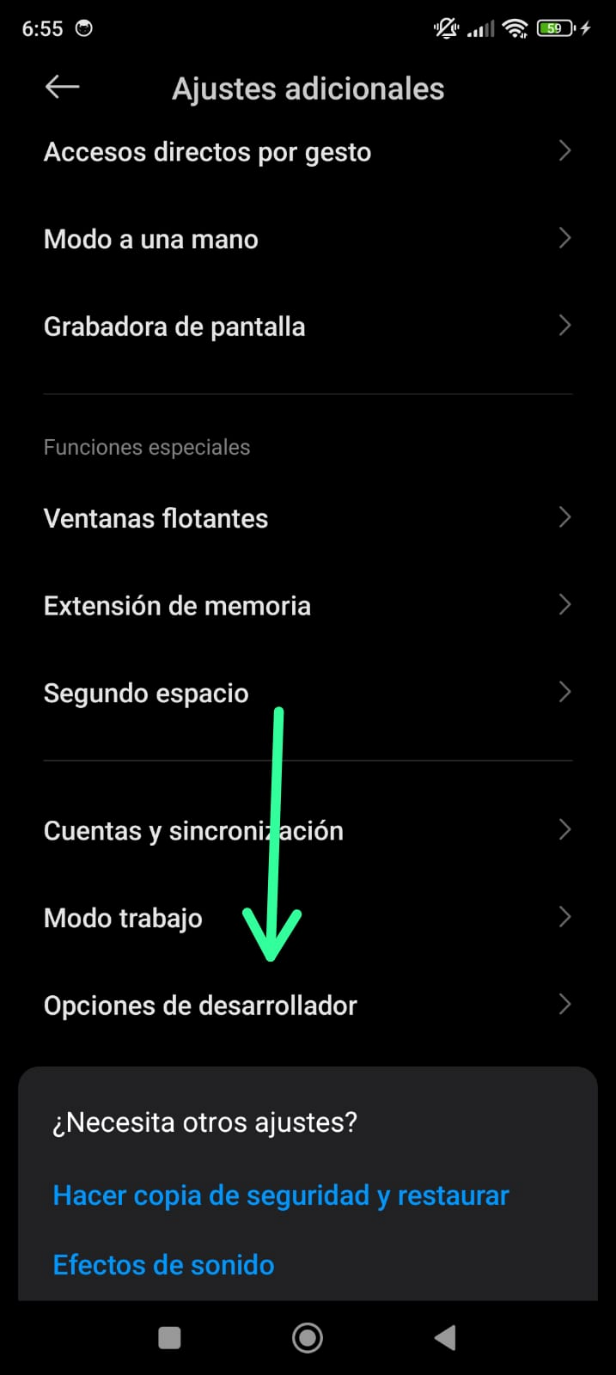 6:55
59
Ajustes adicionales
Accesos directos por gesto
Modo a una mano
Grabadora de pantalla
Funciones especiales
Ventanas flotantes
Extensión de memoria
Segundo espacio
Cuentas y sincronización
Modo trabajo
Opciones de desarrollador
¿Necesita otros ajustes?
Hacer copia de seguridad y restaurar
Efectos de sonido